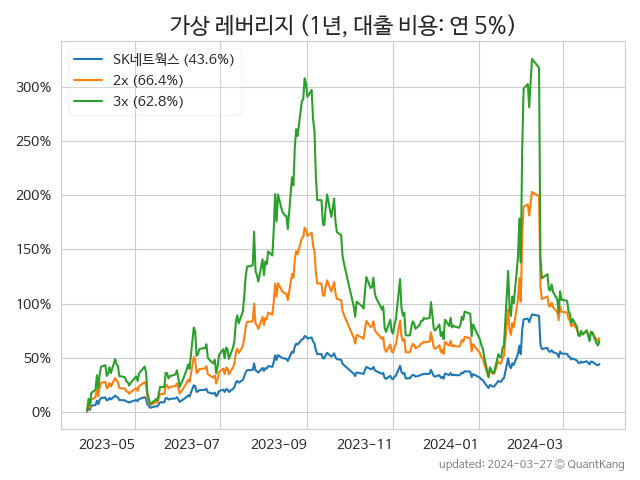 가상 레버리지 (1년, 대출 비용: 연 5%)
SK네트웍스 (43.6%)
2x (66.4%)
3x (62.8%)
300%
250%
200%
150%
100%
50%
0%
2023-05 2023-07 2023-09 2023-11 2024-01 2024-03
updated: 2024-03-27 © QuantKang